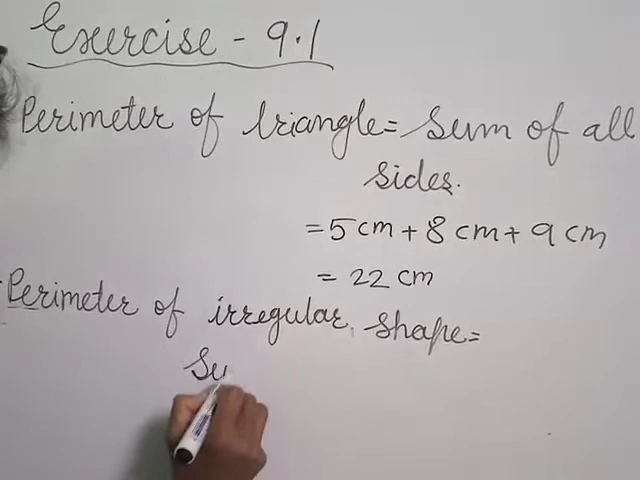 Exercise - 9.1
Perimeter of triangle = Sum of all
sides.
= 5 cm + 8 cm + 9 cm
= 22 cm
Perimeter of irregular shape =
Su